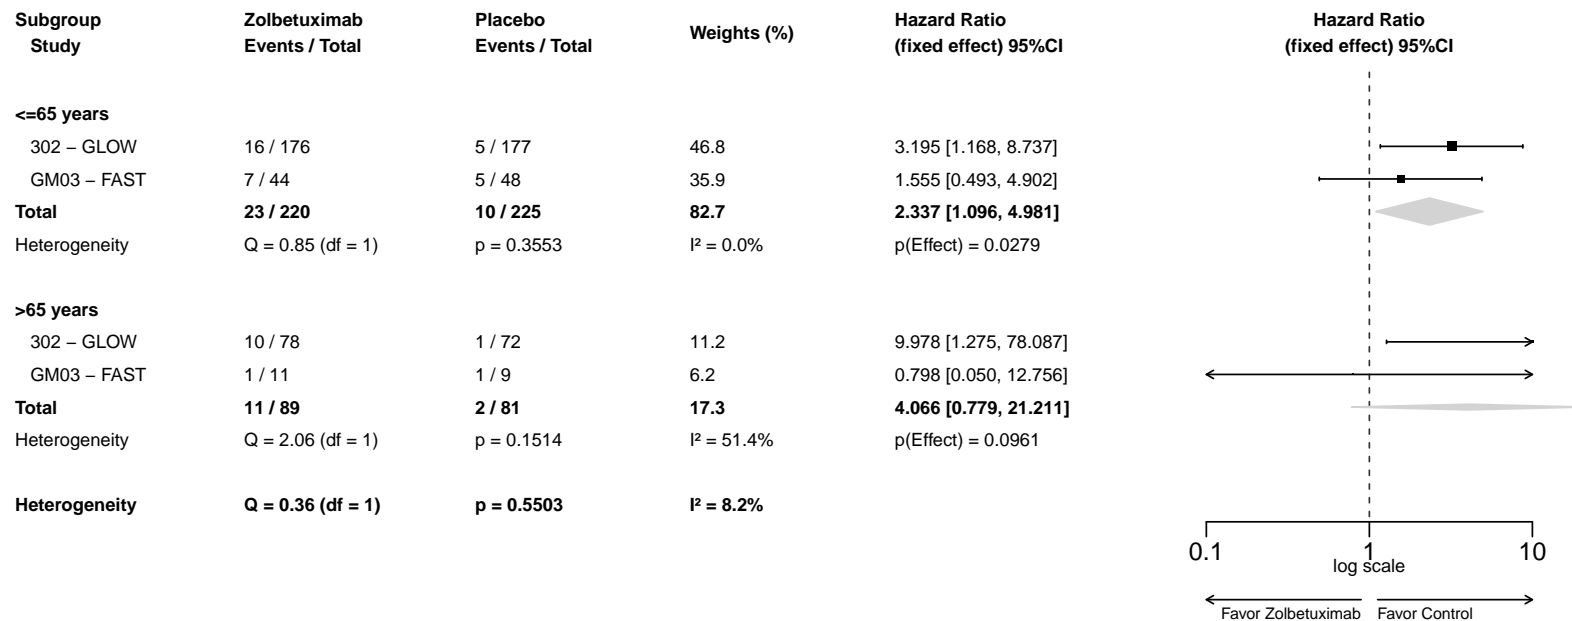 Subgroup Zolbetuximab Placebo Weights (%) Hazard Ratio Hazard Ratio
Study Events / Total Events / Total (fixed effect) 95%CI (fixed effect) 95%CI
<=65 years
302 – GLOW 16 / 176 5 / 177 46.8 3.195 [1.168, 8.737]
GM03 – FAST 7 / 44 5 / 48 35.9 1.555 [0.493, 4.902]
Total 23 / 220 10 / 225 82.7 2.337 [1.096, 4.981]
Heterogeneity Q = 0.85 (df = 1) p = 0.3553 I² = 0.0% p(Effect) = 0.0279
>65 years
302 – GLOW 10 / 78 1 / 72 11.2 9.978 [1.275, 78.087]
GM03 – FAST 1 / 11 1 / 9 6.2 0.798 [0.050, 12.756]
Total 11 / 89 2 / 81 17.3 4.066 [0.779, 21.211]
Heterogeneity Q = 2.06 (df = 1) p = 0.1514 I² = 51.4% p(Effect) = 0.0961
Heterogeneity Q = 0.36 (df = 1) p = 0.5503 I² = 8.2%
0.1 1 10
log scale
Favor Zolbetuximab Favor Control